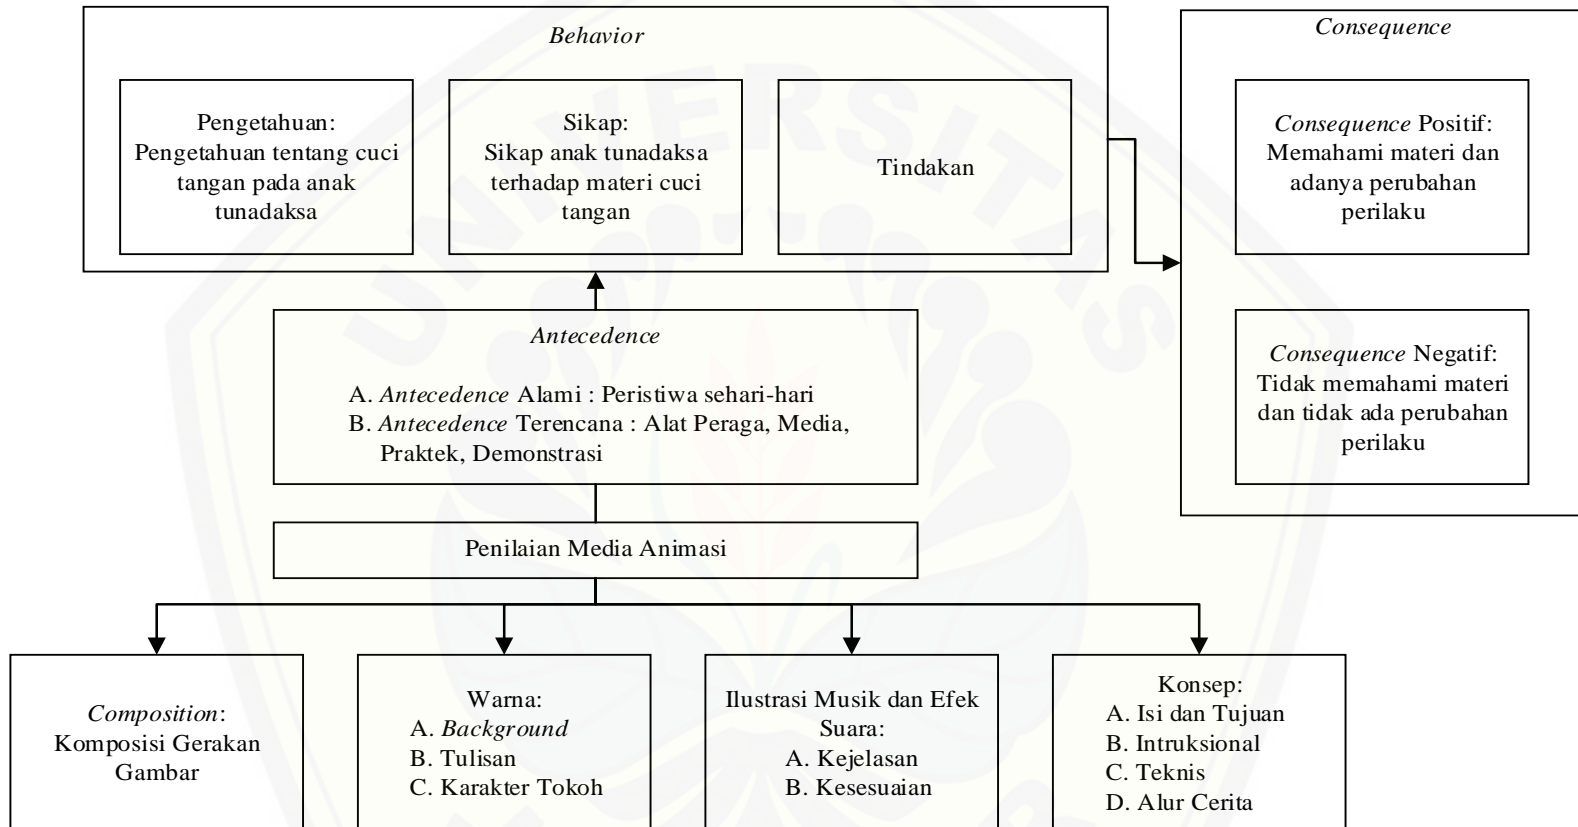 Behavior
Pengetahuan:
Pengetahuan tentang cuci
tangan pada anak
tunadaksa
Sikap:
Sikap anak tunadaksa
terhadap materi cuci
tangan
Tindakan
Consequence
Consequence Positif:
Memahami materi dan
adanya perubahan
perilaku
Consequence Negatif:
Tidak memahami materi
dan tidak ada perubahan
perilaku
Antecedence
A. Antecedence Alami : Peristiwa sehari-hari
B. Antecedence Terencana : Alat Peraga, Media,
Praktek, Demonstrasi
Penilaian Media Animasi
Composition:
Komposisi Gerakan
Gambar
Warna:
A. Background
B. Tulisan
C. Karakter Tokoh
Ilustrasi Musik dan Efek
Suara:
A. Kejelasan
B. Kesesuaian
Konsep:
A. Isi dan Tujuan
B. Intruksional
C. Teknis
D. Alur Cerita
UNIVERSITAS